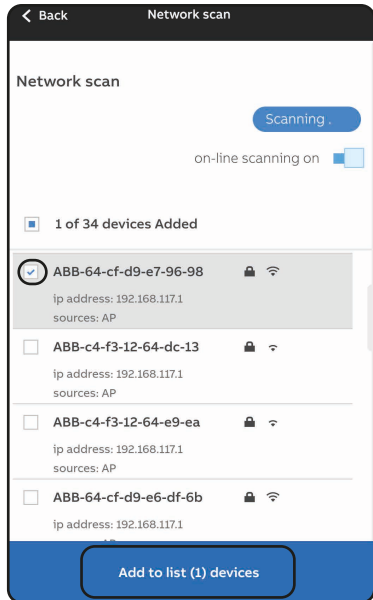 Back Network scan
Network scan
Scanning .
on-line scanning on
1 of 34 devices Added
ABB-64-cf-d9-e7-96-98
ip address: 192.168.117.1
sources: AP
ABB-c4-f3-12-64-dc-13
ip address: 192.168.117.1
sources: AP
ABB-c4-f3-12-64-e9-ea
ip address: 192.168.117.1
sources: AP
ABB-64-cf-d9-e6-df-6b
ip address: 192.168.117.1
Add to list (1) devices